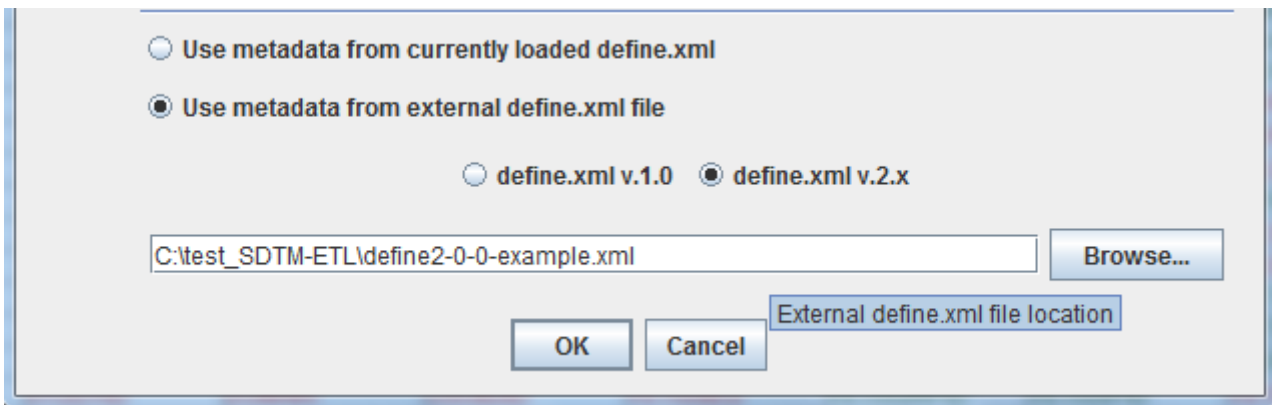 Use metadata from currently loaded define.xml
Use metadata from external define.xml file
define.xml v.1.0 define.xml v.2.x
C:\test_SDTM-ETL\define2-0-0-example.xml Browse...
External define.xml file location
OK Cancel